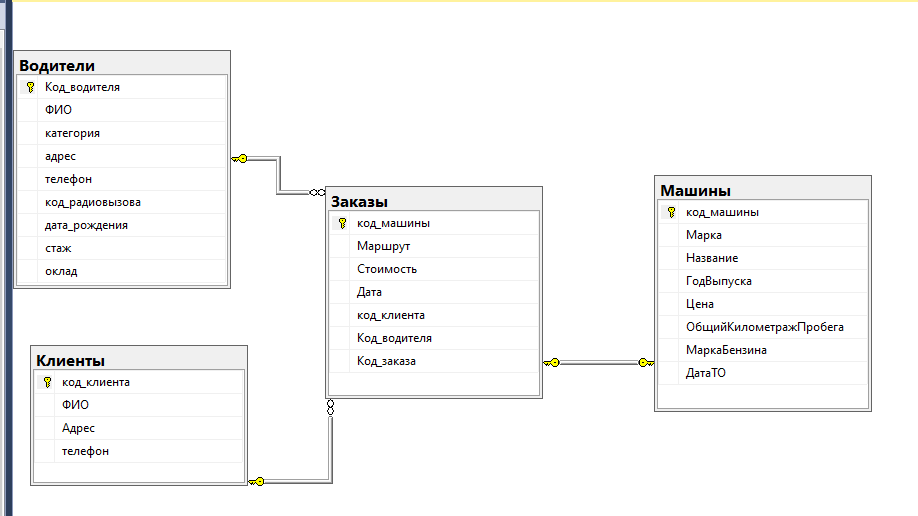 Водители
Код_водителя
ФИО
категория
адрес
телефон
код_радиовызова
дата_рождения
стаж
оклад
Заказы
код_машины
Маршрут
Стоимость
Дата
код_клиента
Код_водителя
Код_заказа
Машины
код_машины
Марка
Название
ГодВыпуска
Цена
ОбщийКилометражПробега
МаркаБензина
ДатаТО
Клиенты
код_клиента
ФИО
Адрес
телефон